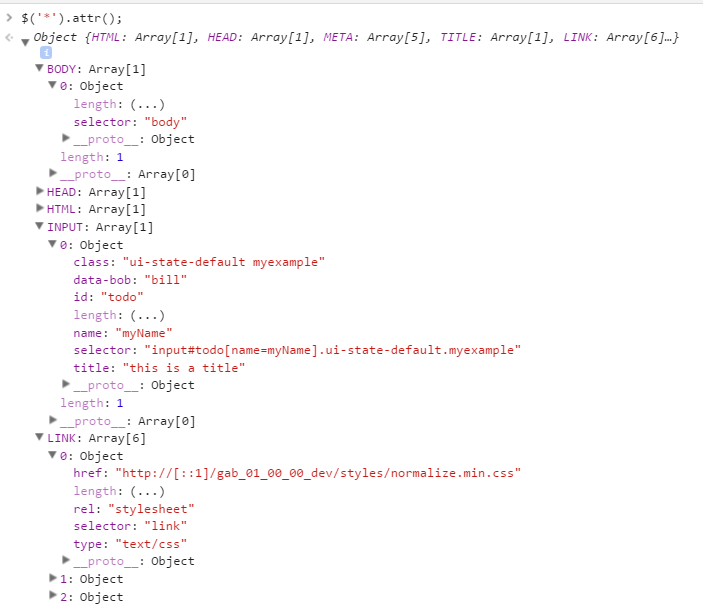 > $('*').attr();
Object {HTML: Array[1], HEAD: Array[1], META: Array[5], TITLE: Array[1], LINK: Array[6]…}
i
BODY: Array[1]
0: Object
length: (...)
selector: "body"
__proto__: Object
length: 1
__proto__: Array[0]
HEAD: Array[1]
HTML: Array[1]
INPUT: Array[1]
0: Object
class: "ui-state-default myexample"
data-bob: "bill"
id: "todo"
length: (...)
name: "myName"
selector: "input#todo[name=myName].ui-state-default.myexample"
title: "this is a title"
__proto__: Object
length: 1
__proto__: Array[0]
LINK: Array[6]
0: Object
href: "http://[::1]/gab_01_00_00_dev/styles/normalize.min.css"
length: (...)
rel: "stylesheet"
selector: "link"
type: "text/css"
__proto__: Object
1: Object
2: Object